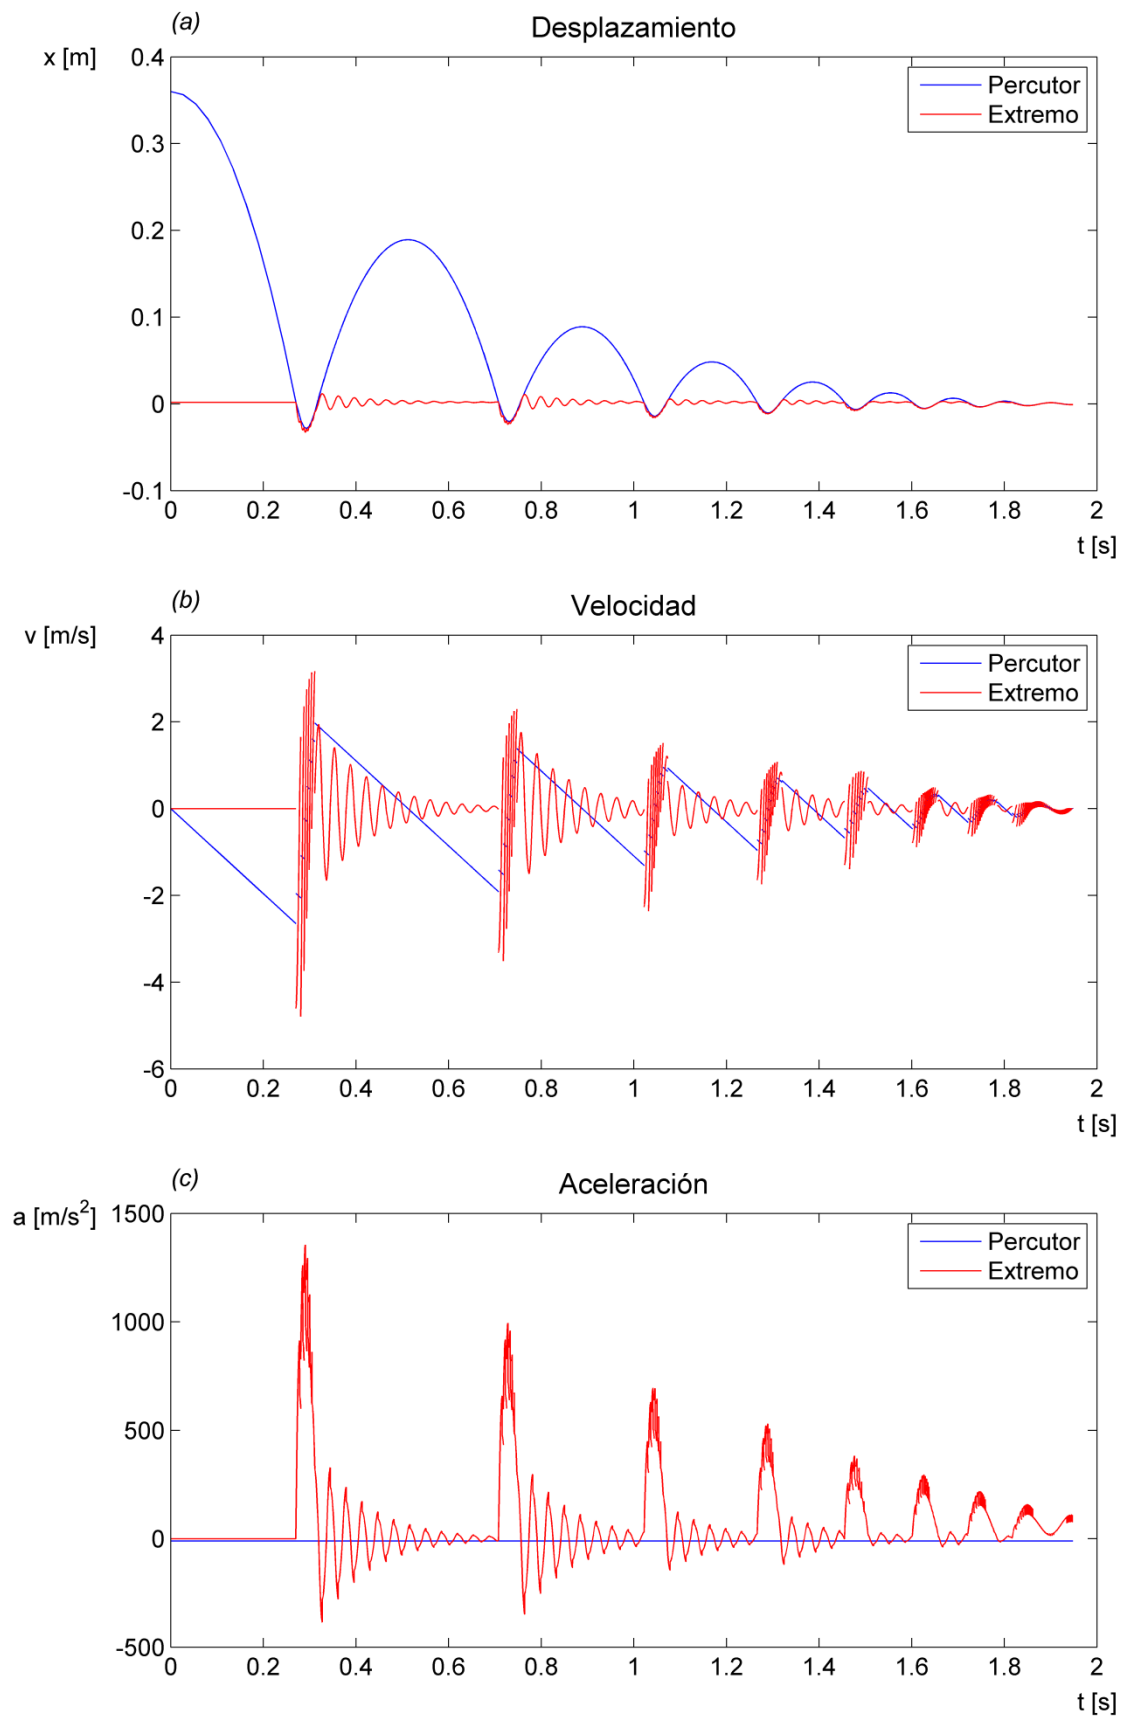 (a)
Desplazamiento
x [m]
0.4
Percutor
Extremo
0.3
0.2
0.1
0
-0.1
0 0.2 0.4 0.6 0.8 1 1.2 1.4 1.6 1.8 2
t [s]
(b)
Velocidad
v [m/s]
4
Percutor
Extremo
2
0
-2
-4
-6
0 0.2 0.4 0.6 0.8 1 1.2 1.4 1.6 1.8 2
t [s]
(c)
Aceleración
a [m/s²]
1500
Percutor
Extremo
1000
500
0
-500
0 0.2 0.4 0.6 0.8 1 1.2 1.4 1.6 1.8 2
t [s]